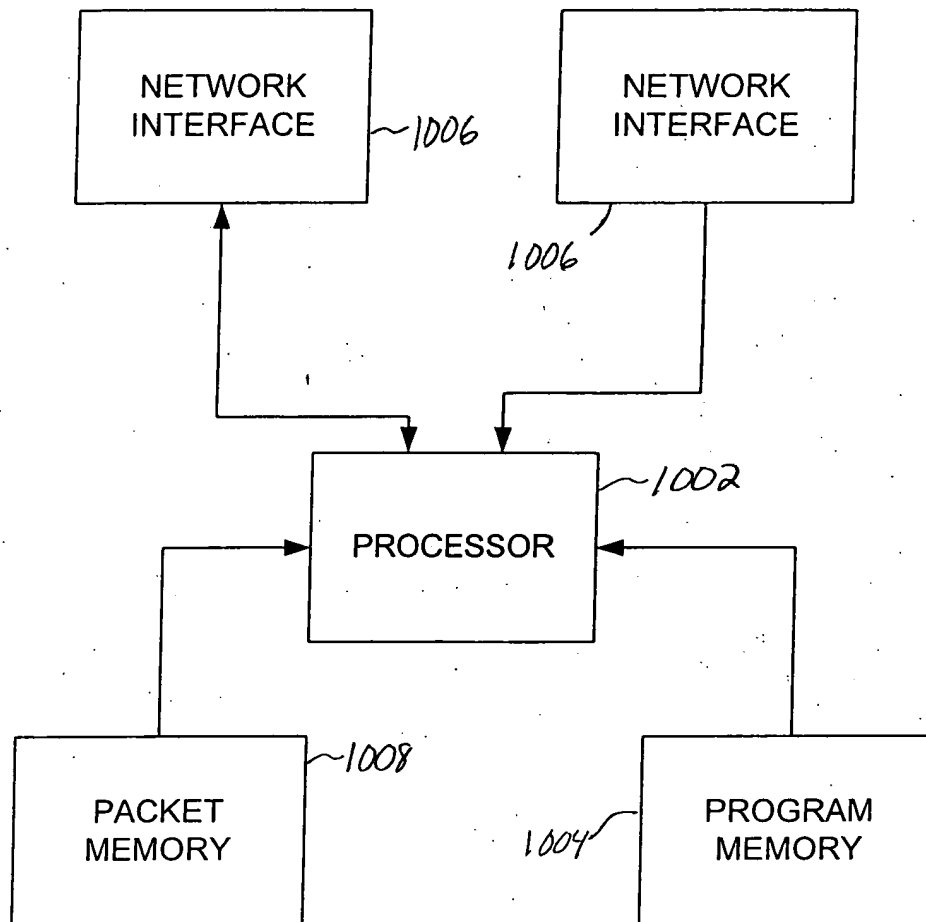 NETWORK
INTERFACE
1006
NETWORK
INTERFACE
1006
PROCESSOR
1002
PACKET
MEMORY
1008
PROGRAM
MEMORY
1004